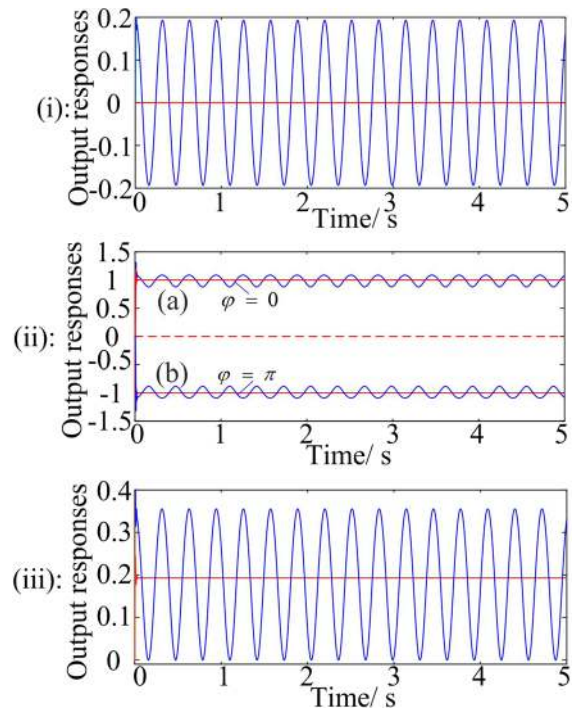 0.2
0.1
0
-0.1
-0.2
Output responses
(i):
0 1 2 3 4 5
Time/ s
1.5
1
0.5
0
-0.5
-1
-1.5
Output responses
(ii):
(a)
φ = 0
(b)
φ = π
0 1 2 3 4 5
Time/ s
0.4
0.3
0.2
0.1
0
Output responses
(iii):
0 1 2 3 4 5
Time/ s